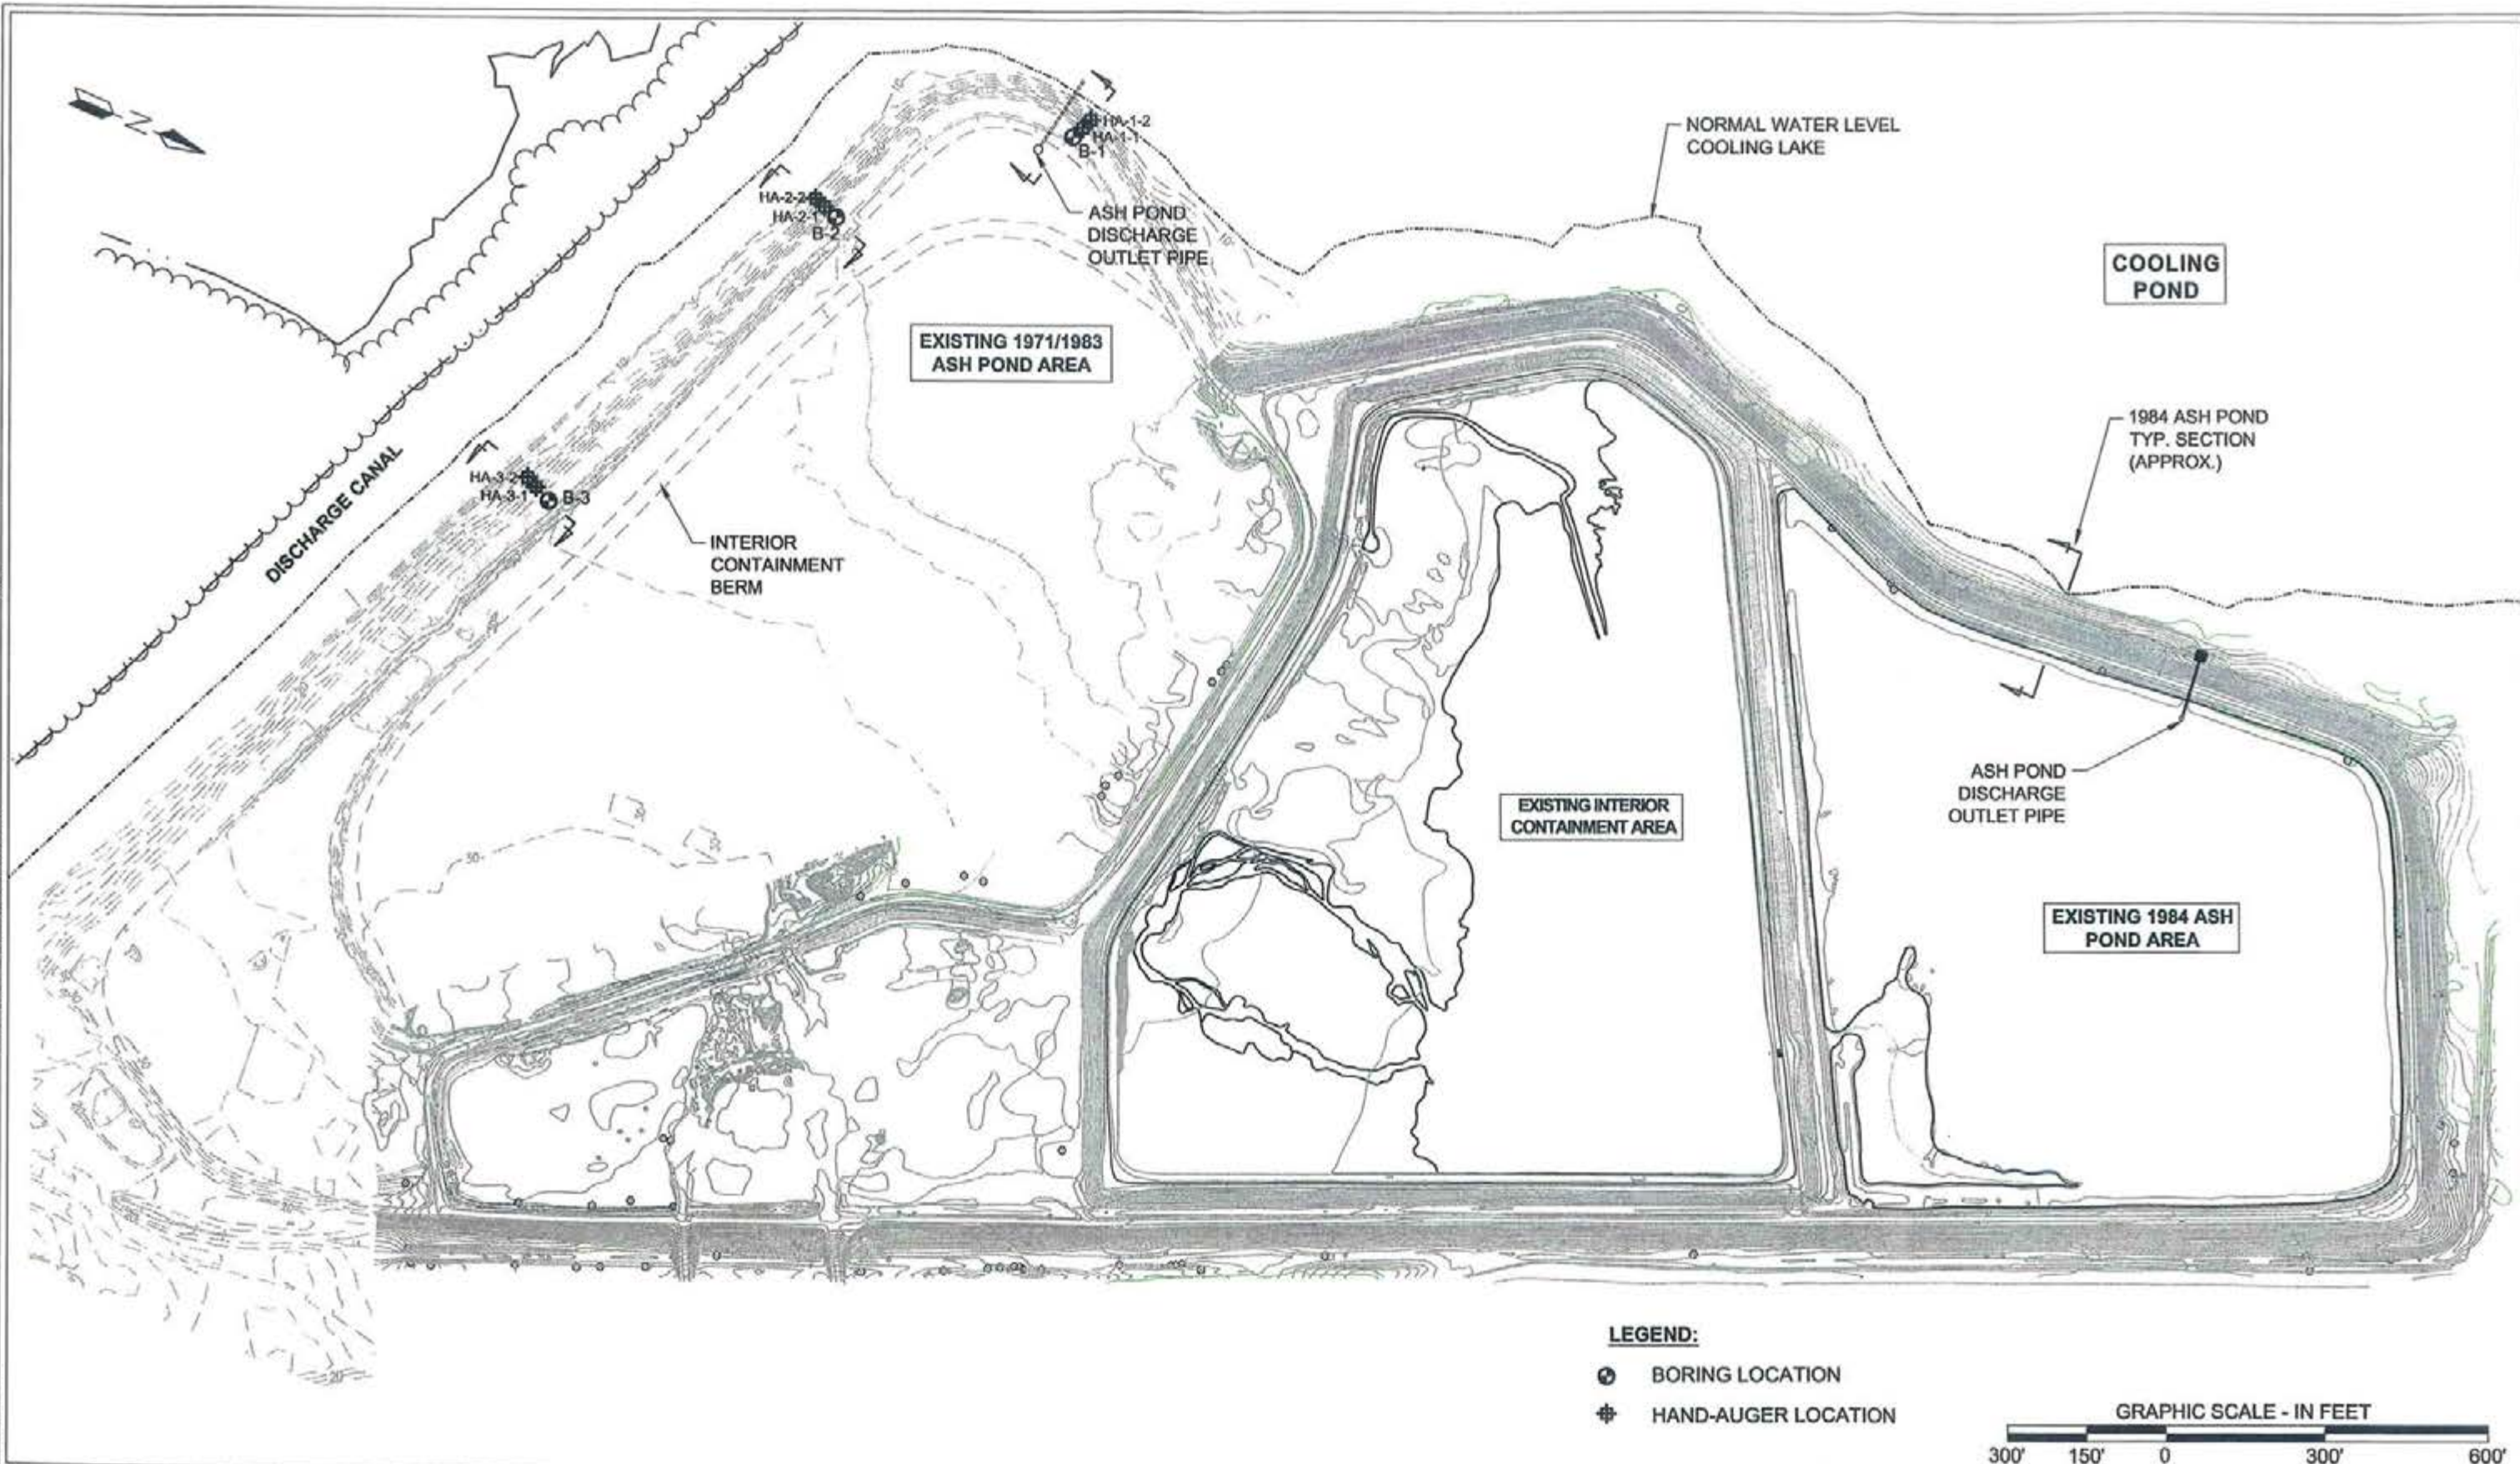 N
HA-1-2
HA-1-1
B-1
NORMAL WATER LEVEL
COOLING LAKE
HA-2-2
HA-2-1
B-2
ASH POND
DISCHARGE
OUTLET PIPE
COOLING
POND
EXISTING 1971/1983
ASH POND AREA
1984 ASH POND
TYP. SECTION
(APPROX.)
HA-3-2
HA-3-1
B-3
DISCHARGE CANAL
INTERIOR
CONTAINMENT
BERM
ASH POND
DISCHARGE
OUTLET PIPE
EXISTING INTERIOR
CONTAINMENT AREA
EXISTING 1984 ASH
POND AREA
30
10
20
LEGEND:
BORING LOCATION
HAND-AUGER LOCATION
GRAPHIC SCALE - IN FEET
300' 150' 0 300' 600'